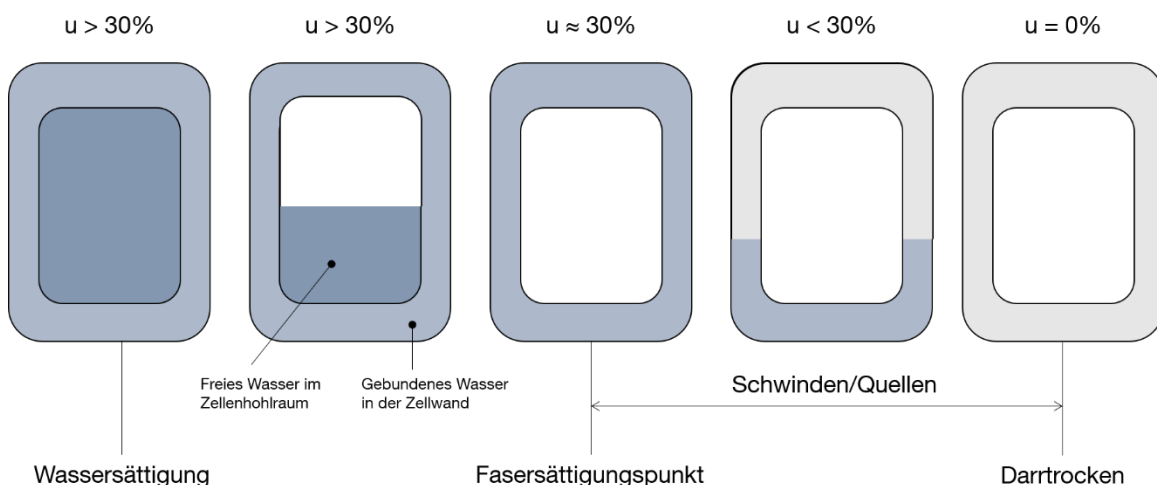 u > 30%
u > 30%
u ≈ 30%
u < 30%
u = 0%
Freies Wasser im
Zellenhohlraum
Gebundenes Wasser
in der Zellwand
Schwinden/Quellen
Wassersättigung
Fasersättigungspunkt
Darrtrocken